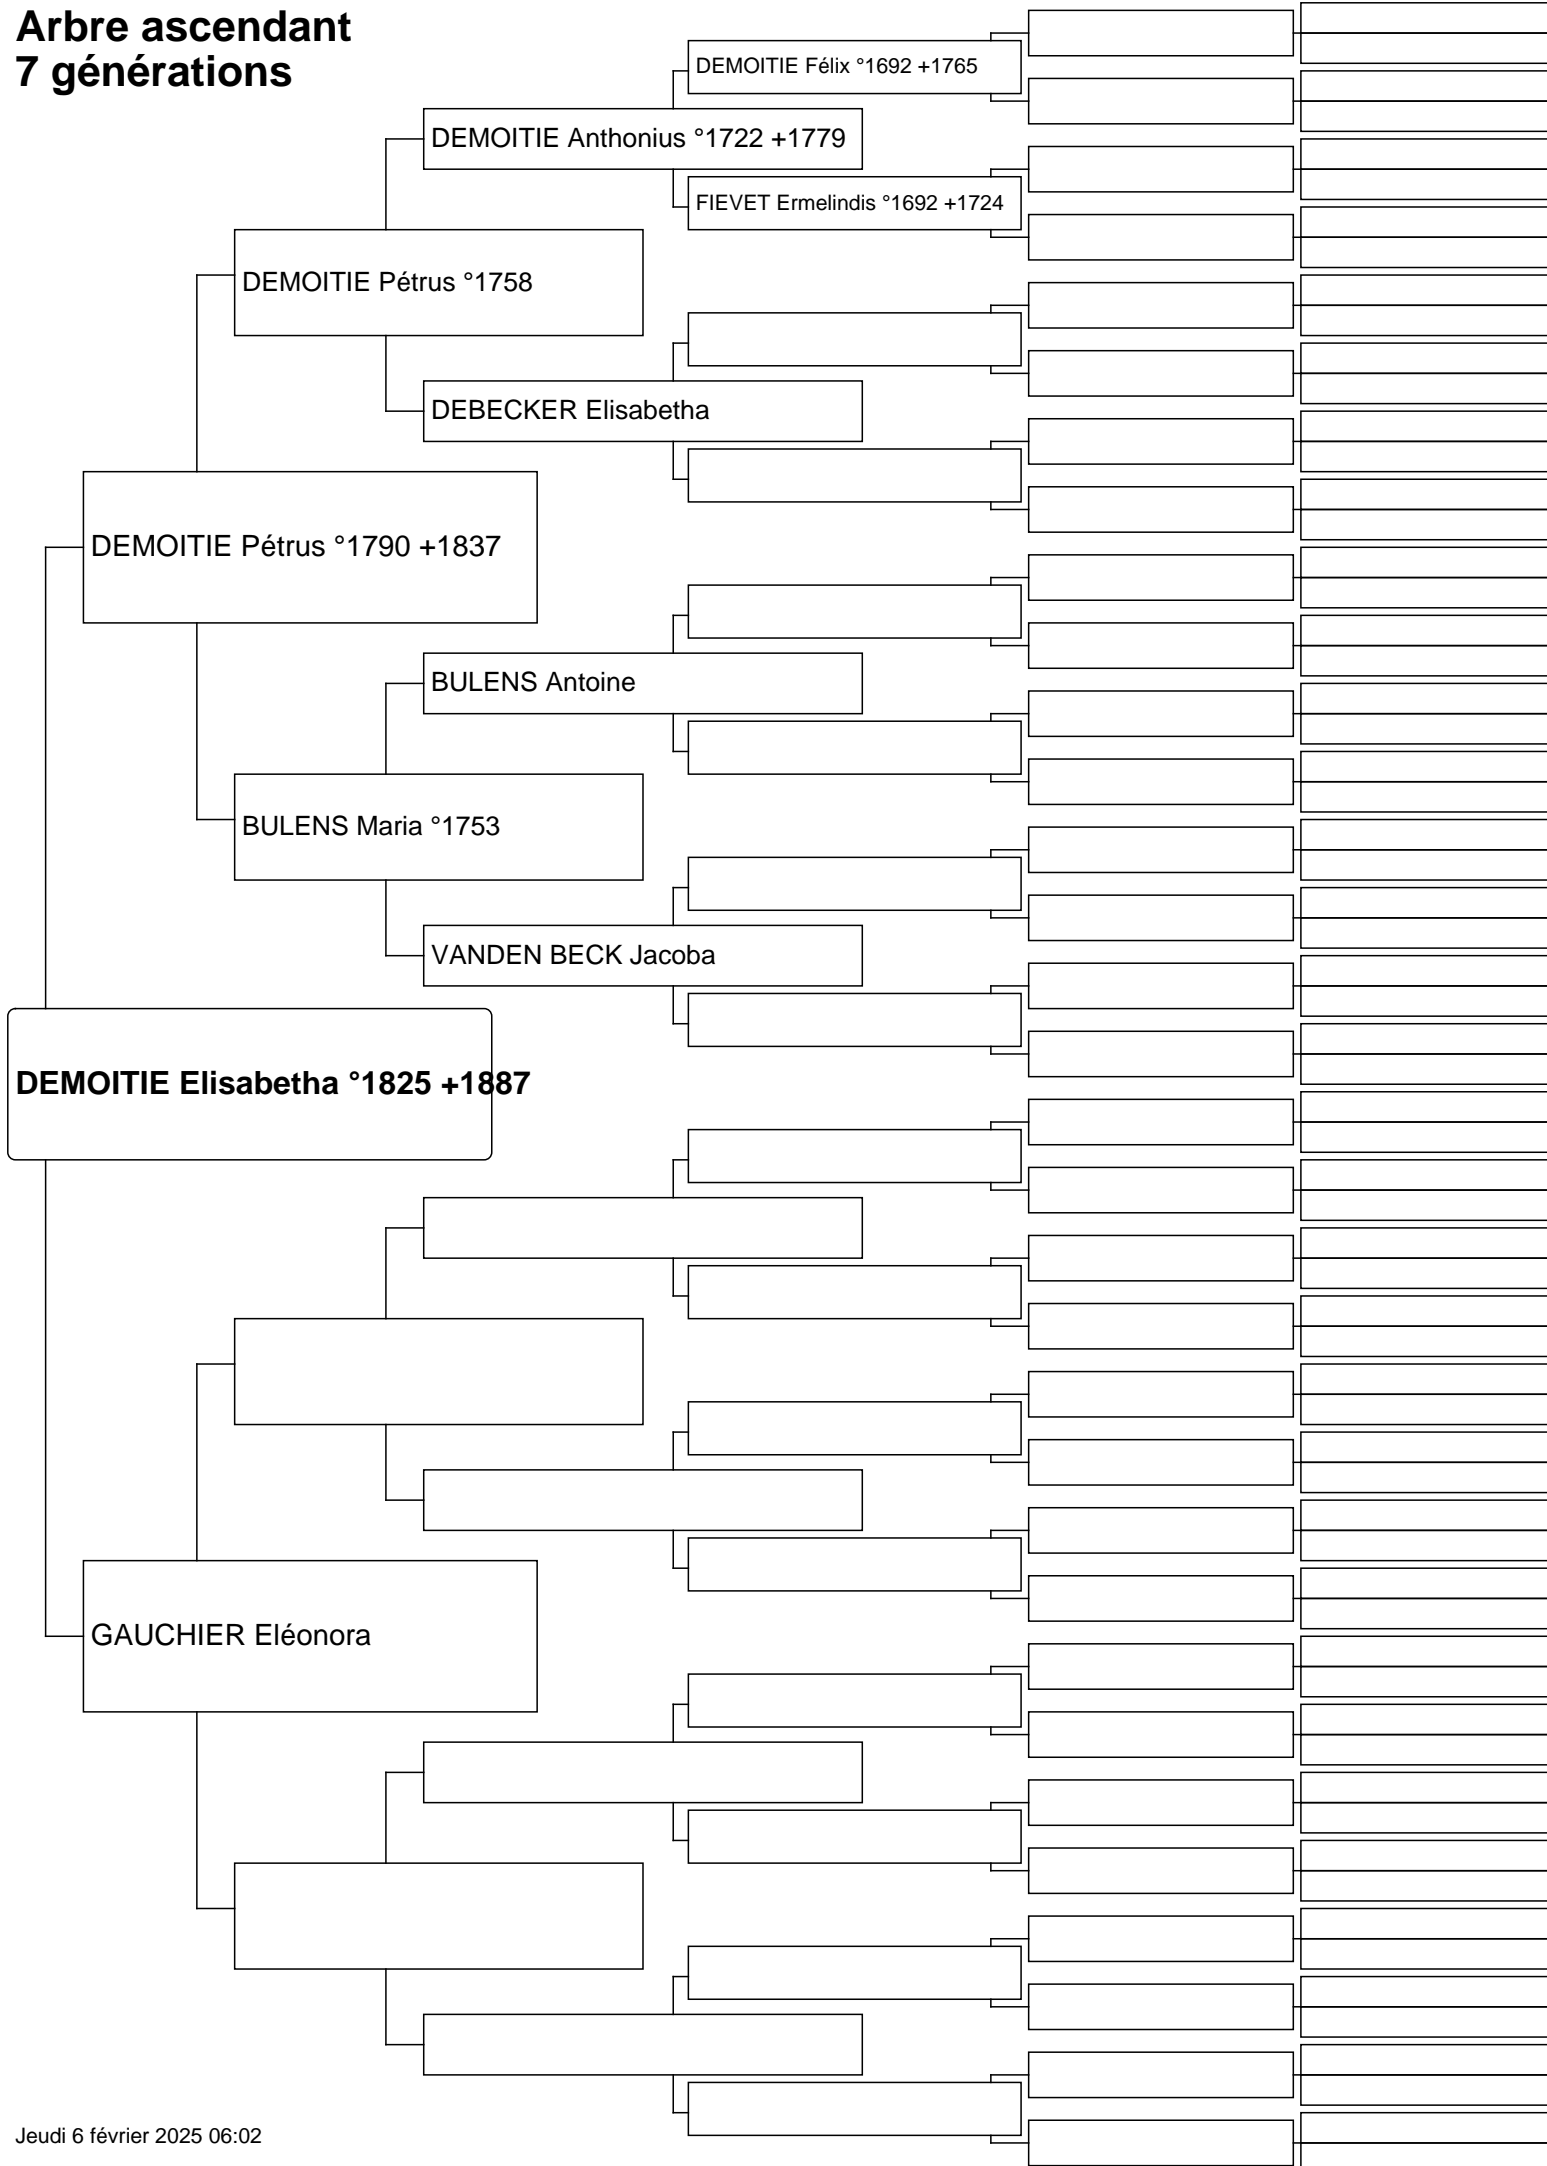 Arbre ascendant
7 générations
DEMOITIE Félix °1692 +1765
DEMOITIE Anthonius °1722 +1779
FIEVET Ermelindis °1692 +1724
DEMOITIE Pétrus °1758
DEBECKER Elisabetha
DEMOITIE Pétrus °1790 +1837
BULENS Antoine
BULENS Maria °1753
VANDEN BECK Jacoba
DEMOITIE Elisabetha °1825 +1887
GAUCHIER Eléonora
Jeudi 6 février 2025 06:02